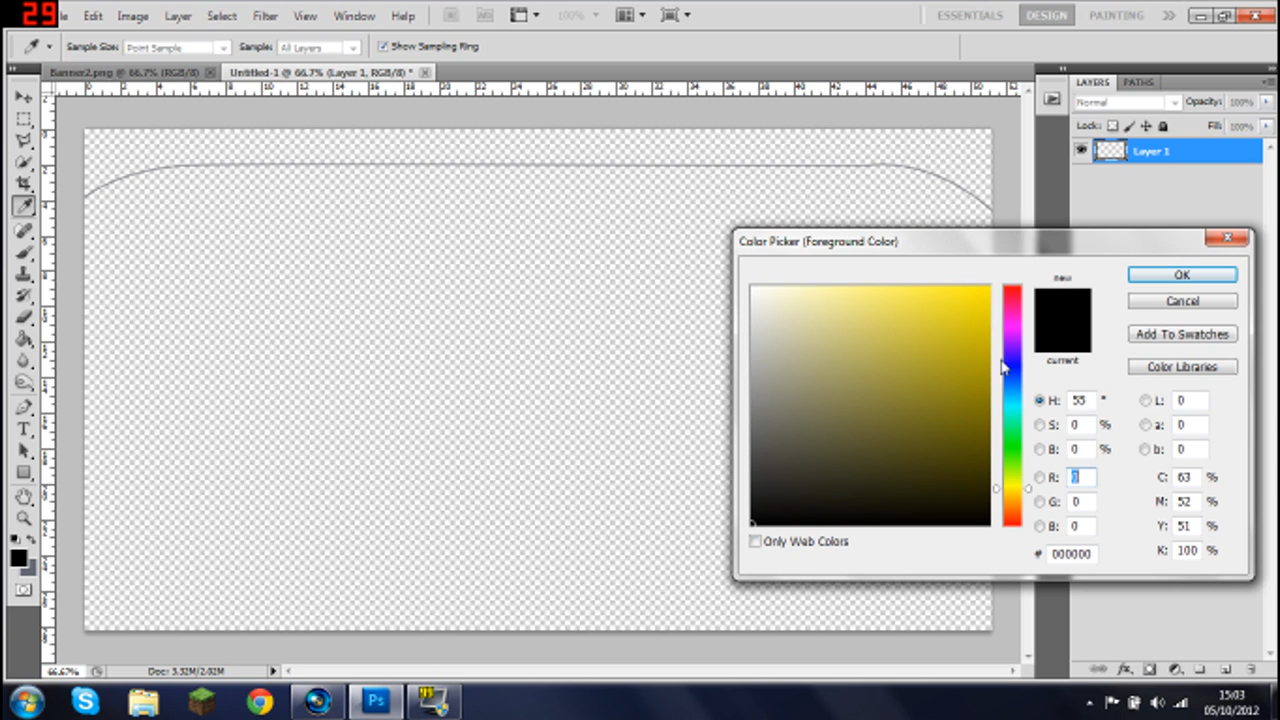 29
Edit Image Layer Select Filter View Window Help 100% ESSENTIALS DESIGN PAINTING
Sample Size: Point Sample Sample: All Layers Show Sampling Ring
Banner2.png @ 66.7% (RGB/8) Untitled-1 @ 66.7% (Layer 1, RGB/8) *
LAYERS PATHS
Normal Opacity: 100%
Lock: Fill: 100%
Layer 1
Color Picker (Foreground Color)
new
current
OK
Cancel
Add To Swatches
Color Libraries
H: 55 °
S: 0 %
B: 0 %
R: 0
G: 0
B: 0
# 000000
L: 0
a: 0
b: 0
C: 63 %
M: 52 %
Y: 51 %
K: 100 %
Only Web Colors
66.67% Doc: 3.32M/2.02M
Ps
15:03
05/10/2012